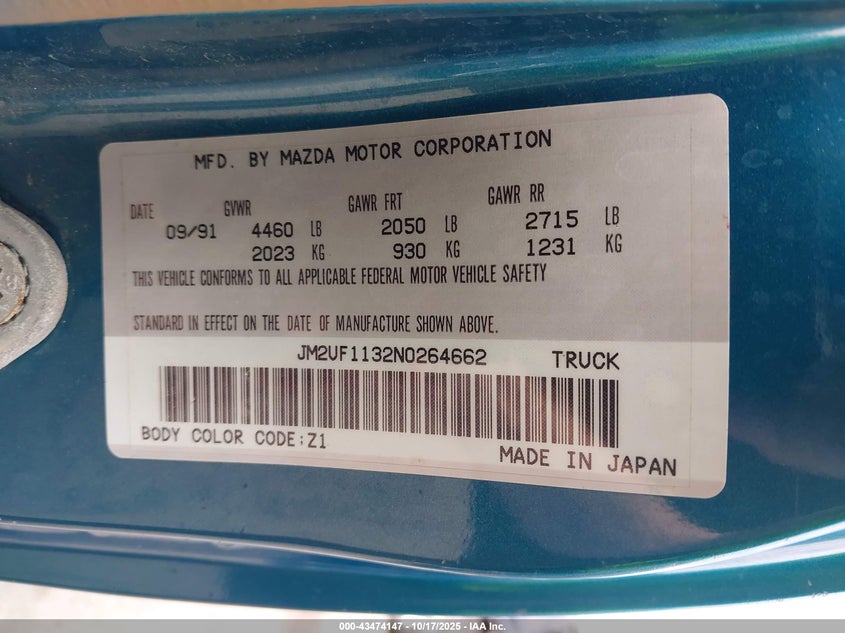 MFD. BY MAZDA MOTOR CORPORATION
DATE GVWR GAWR FRT GAWR RR
09/91 4460 LB 2050 LB 2715 LB
2023 KG 930 KG 1231 KG
THIS VEHICLE CONFORMS TO ALL APPLICABLE FEDERAL MOTOR VEHICLE SAFETY
STANDARD IN EFFECT ON THE DATE OF MANUFACTURE SHOWN ABOVE.
JM2UF1132N0264662 TRUCK
BODY COLOR CODE:Z1
MADE IN JAPAN
000-43474147 - 10/17/2025 - IAA Inc.